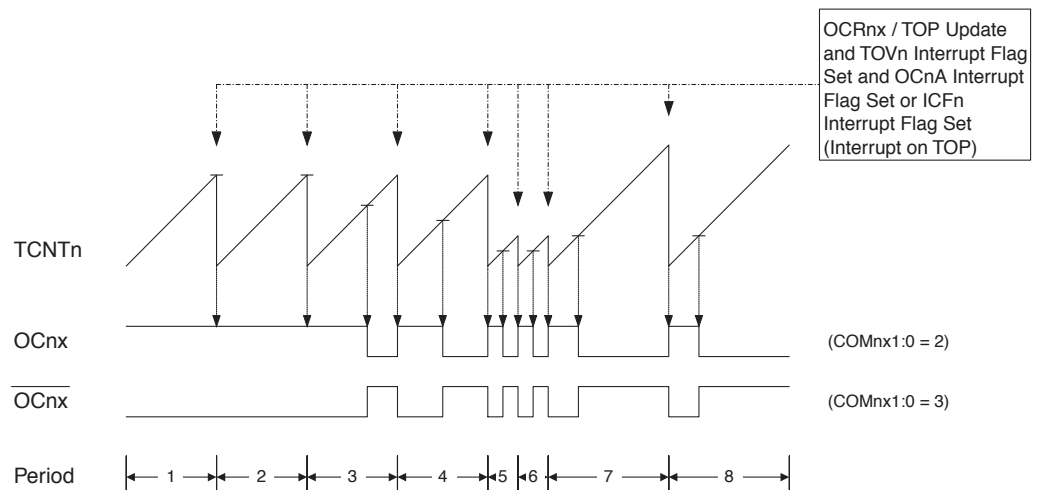 OCRnx / TOP Update
and TOVn Interrupt Flag
Set and OCnA Interrupt
Flag Set or ICFn
Interrupt Flag Set
(Interrupt on TOP)
TCNTn
OCnx (COMnx1:0 = 2)
OCnx (COMnx1:0 = 3)
Period 1 2 3 4 5 6 7 8